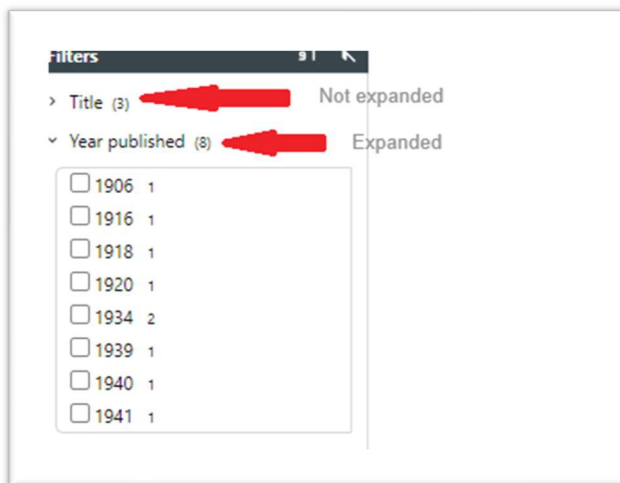 Filters
Title (3) Not expanded
Year published (8) Expanded
1906 1
1916 1
1918 1
1920 1
1934 2
1939 1
1940 1
1941 1